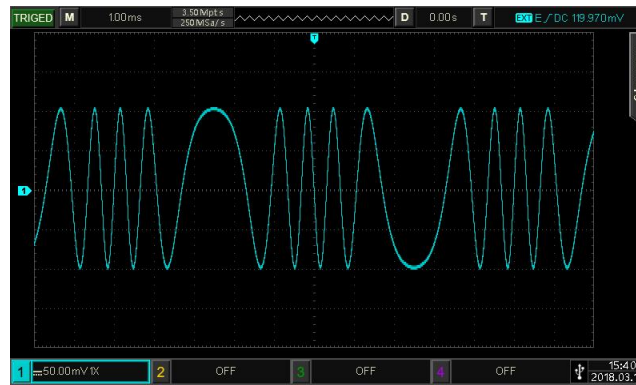 TRIGED M 1.00ms 3.50Mpts D 0.00s T EXT E DC 119.970mV
250MSa/s
T
1
1 50.00mV 1X 2 OFF 3 OFF 4 OFF 15:40
2018.03.